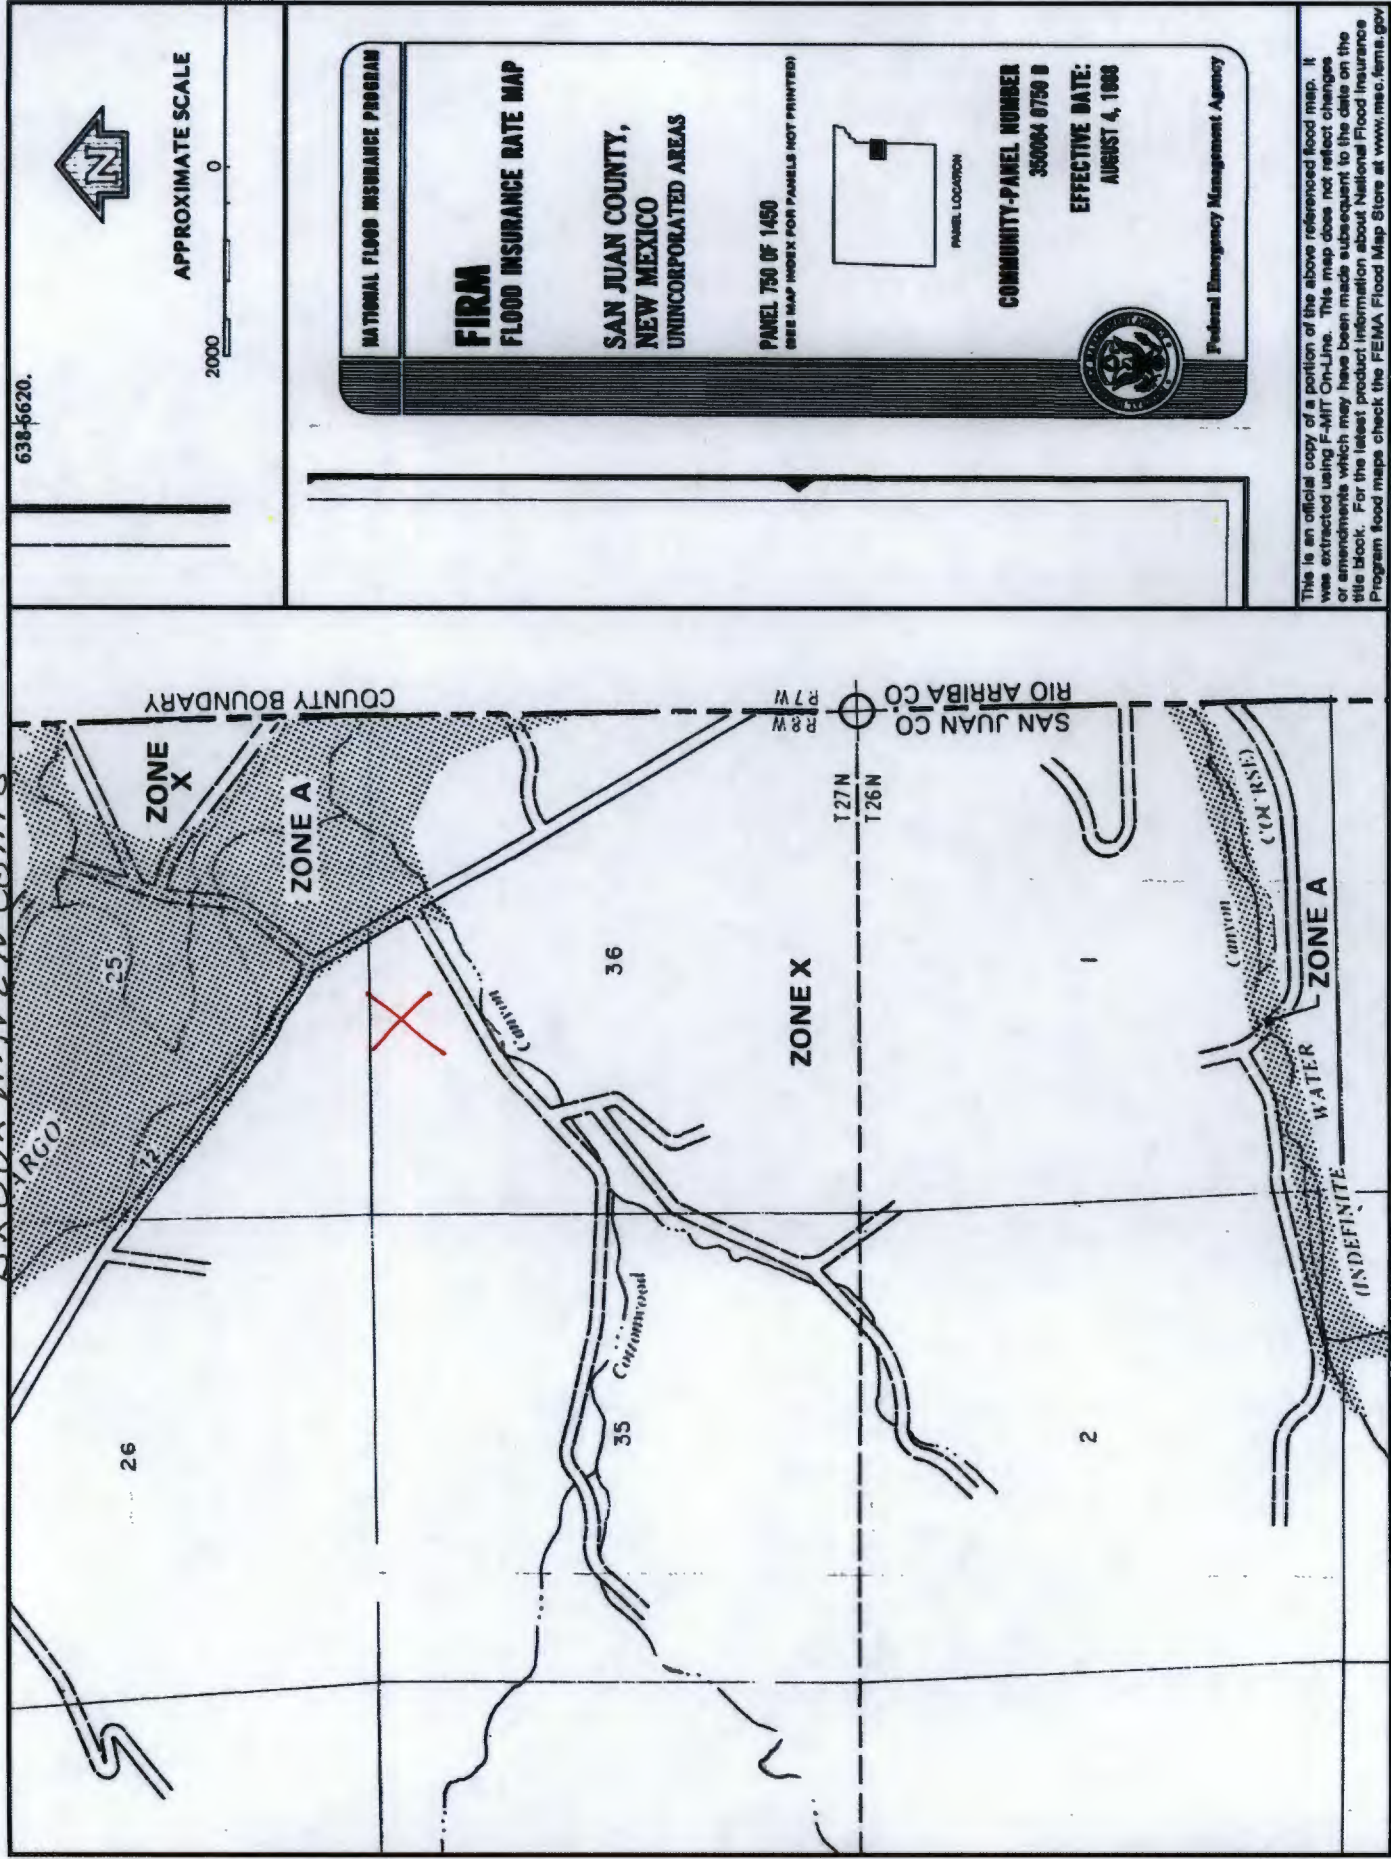 638-6620.
N
APPROXIMATE SCALE
2000 0
NATIONAL FLOOD INSURANCE PROGRAM
FIRM
FLOOD INSURANCE RATE MAP
SAN JUAN COUNTY,
NEW MEXICO
UNINCORPORATED AREAS
PANEL 750 OF 1450
(SEE MAP INDEX FOR PANELS NOT PRINTED)
PANEL LOCATION
COMMUNITY-PANEL NUMBER
350064 0750 B
EFFECTIVE DATE:
AUGUST 4, 1988
Federal Emergency Management Agency
This is an official copy of a portion of the above referenced flood map. It
was extracted using F-MIT On-Line. This map does not reflect changes
or amendments which may have been made subsequent to the date on the
title block. For the latest product information about National Flood Insurance
Program flood maps check the FEMA Flood Map Store at www.msc.fema.gov
COUNTY BOUNDARY
ZONE
X
ZONE A
25
12
ARGO
26
Canyon
36
Cottonwood
35
ZONE X
R7W
R8W
T27N
T26N
RIO ARRIBA CO
SAN JUAN CO
1
2
Canyon
(INDEFINITE WATER COURSE)
ZONE A